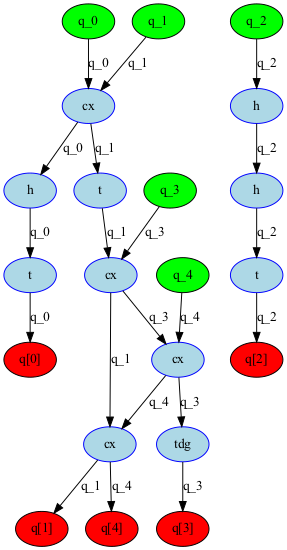 q_0 q_1 q_2
q_0 q_1 q_2
cx h
q_0 q_1 q_2
h t q_3 h
q_0 q_1 q_3 q_2
t cx q_4 t
q_0 q_3 q_4 q_2
q[0] cx q[2]
q_1 q_4 q_3
cx tdg
q_1 q_4 q_3
q[1] q[4] q[3]